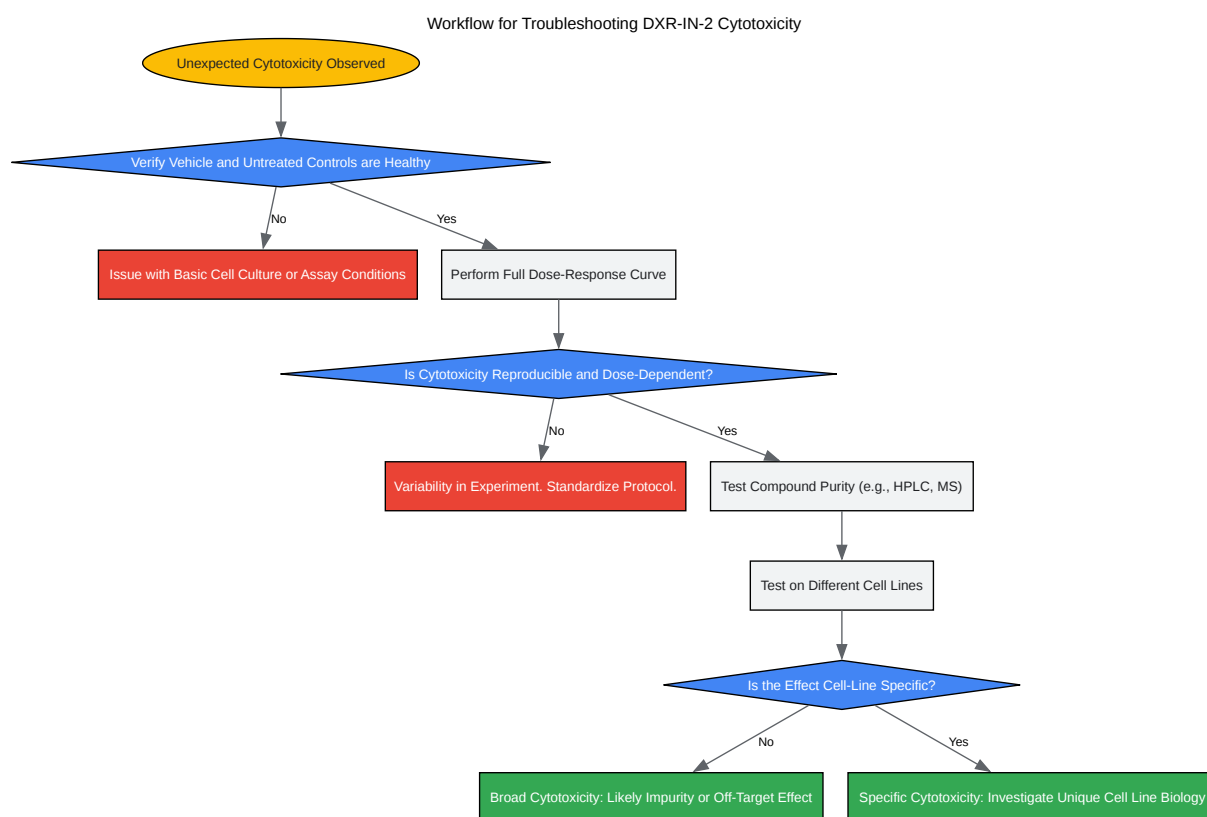 Workflow for Troubleshooting DXR-IN-2 Cytotoxicity
Unexpected Cytotoxicity Observed
Verify Vehicle and Untreated Controls are Healthy
No
Yes
Issue with Basic Cell Culture or Assay Conditions
Perform Full Dose-Response Curve
Is Cytotoxicity Reproducible and Dose-Dependent?
No
Yes
Variability in Experiment. Standardize Protocol.
Test Compound Purity (e.g., HPLC, MS)
Test on Different Cell Lines
Is the Effect Cell-Line Specific?
No
Yes
Broad Cytotoxicity: Likely Impurity or Off-Target Effect
Specific Cytotoxicity: Investigate Unique Cell Line Biology